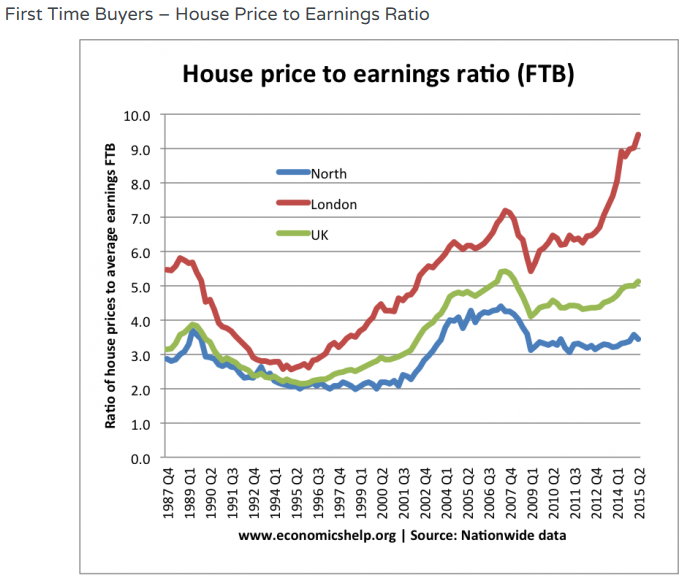 First Time Buyers – House Price to Earnings Ratio
House price to earnings ratio (FTB)
Ratio of house prices to average earnings FTB
10.0
9.0
8.0
7.0
6.0
5.0
4.0
3.0
2.0
1.0
0.0
North
London
UK
1987 Q4
1989 Q1
1990 Q2
1991 Q3
1992 Q4
1994 Q1
1995 Q2
1996 Q3
1997 Q4
1999 Q1
2000 Q2
2001 Q3
2002 Q4
2004 Q1
2005 Q2
2006 Q3
2007 Q4
2009 Q1
2010 Q2
2011 Q3
2012 Q4
2014 Q1
2015 Q2
www.economicshelp.org | Source: Nationwide data